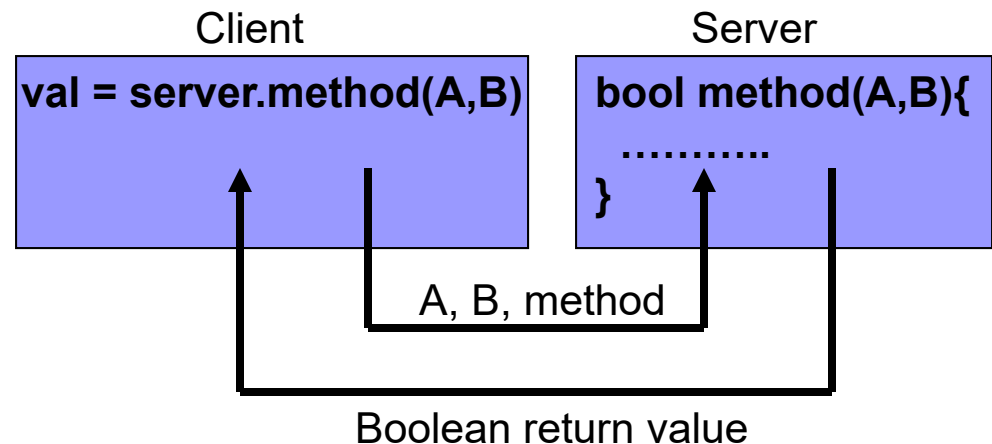 Client
Server
val = server.method(A,B)
bool method(A,B){
………..
}
A, B, method
Boolean return value